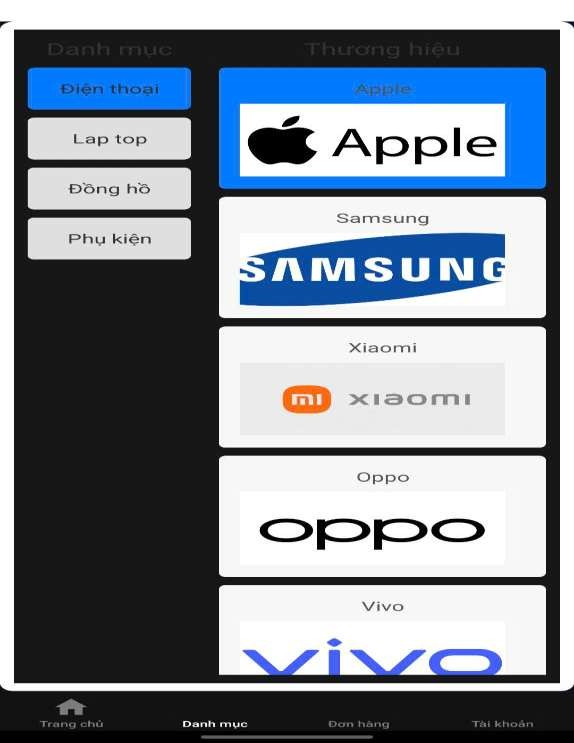 Danh mục
Thương hiệu
Điện thoại
Lap top
Đồng hồ
Phụ kiện
Apple
Apple
Samsung
SAMSUNG
Xiaomi
mi xiaomi
Oppo
oppo
Vivo
vivo
Trang chủ
Danh mục
Đơn hàng
Tài khoản